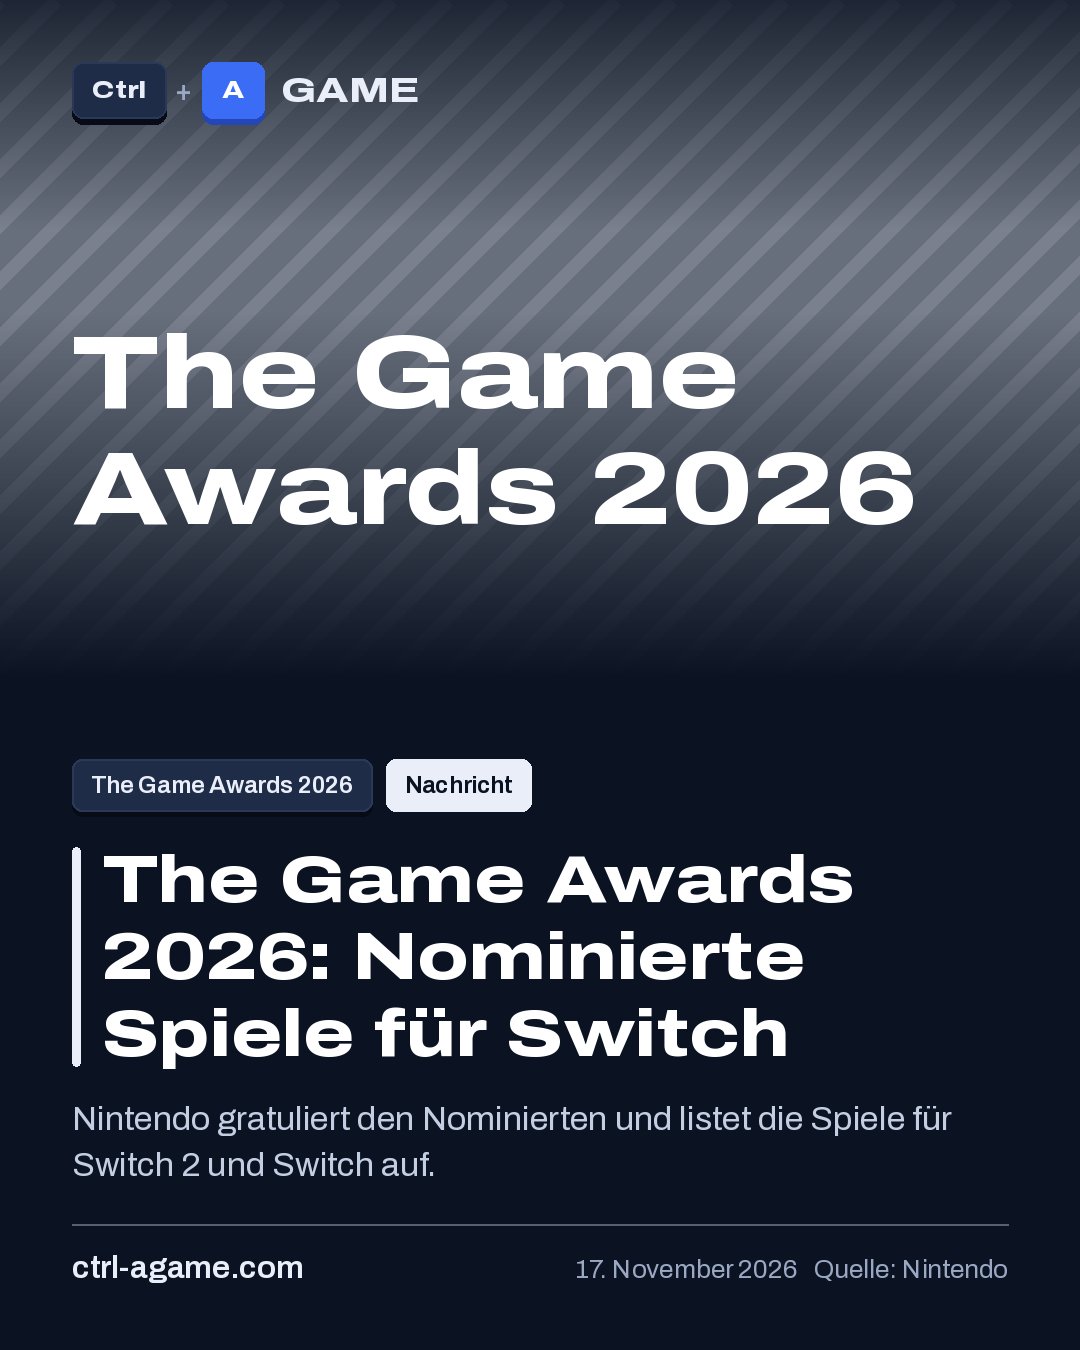 Ctrl + A GAME
The Game
Awards 2026
The Game Awards 2026 Nachricht
The Game Awards
2026: Nominierte
Spiele für Switch
Nintendo gratuliert den Nominierten und listet die Spiele für
Switch 2 und Switch auf.
ctrl-agame.com 17. November 2026 Quelle: Nintendo